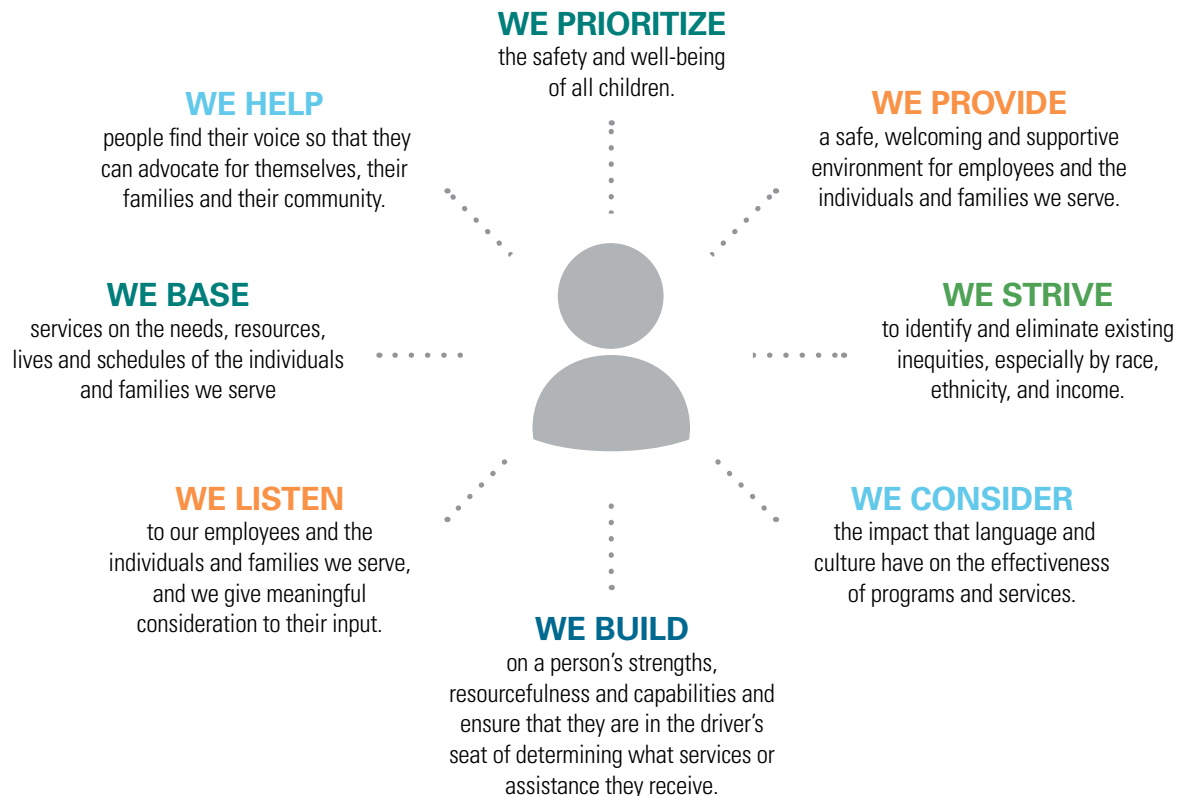 WE PRIORITIZE
the safety and well-being
of all children.
WE PROVIDE
a safe, welcoming and supportive
environment for employees and the
individuals and families we serve.
WE STRIVE
to identify and eliminate existing
inequities, especially by race,
ethnicity, and income.
WE CONSIDER
the impact that language and
culture have on the effectiveness
of programs and services.
WE BUILD
on a person’s strengths,
resourcefulness and capabilities and
ensure that they are in the driver’s
seat of determining what services or
assistance they receive.
WE LISTEN
to our employees and the
individuals and families we serve,
and we give meaningful
consideration to their input.
WE BASE
services on the needs, resources,
lives and schedules of the individuals
and families we serve
WE HELP
people find their voice so that they
can advocate for themselves, their
families and their community.